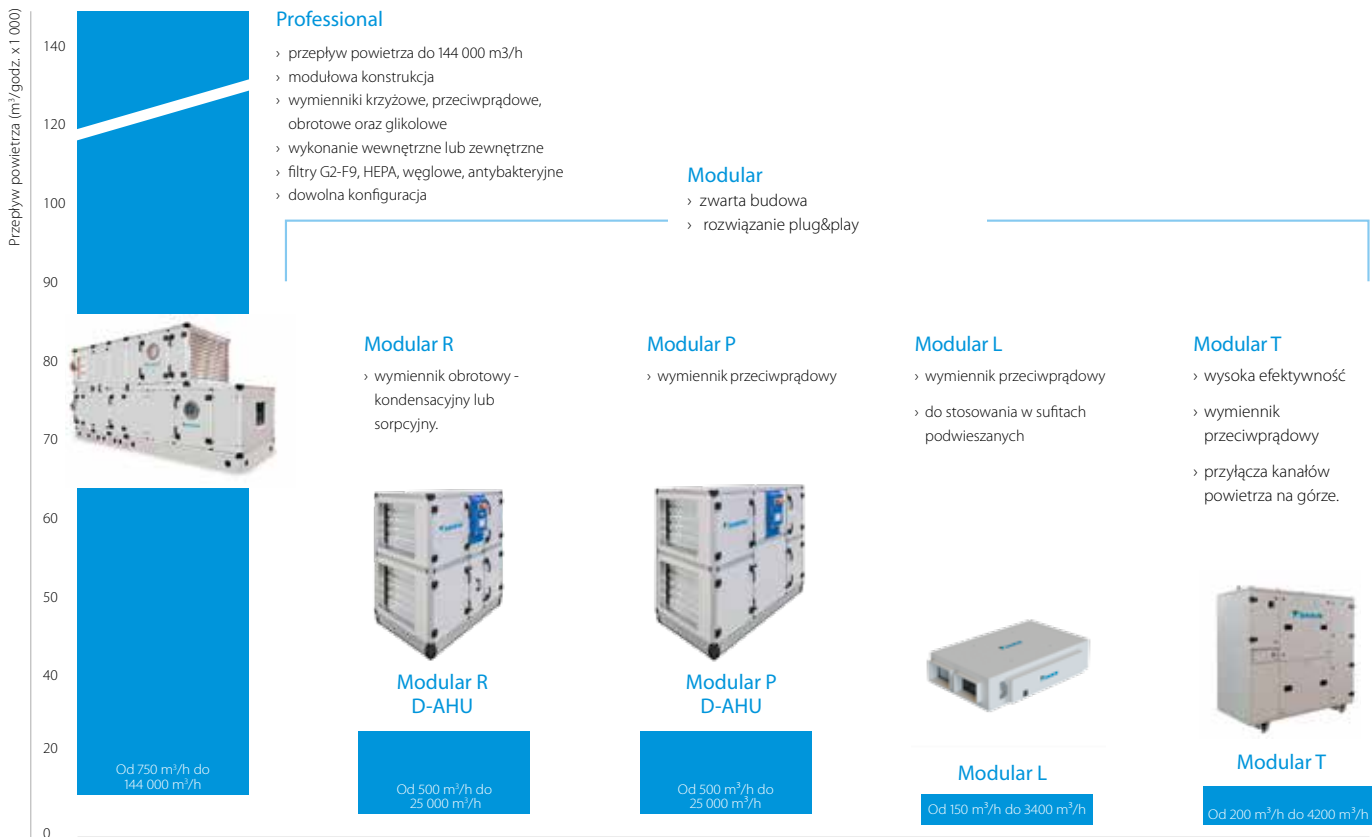 Przepływ powietrza (m³/godz. x 1 000)
140
120
100
90
80
70
60
50
40
20
0
Professional
› przepływ powietrza do 144 000 m3/h
› modułowa konstrukcja
› wymienniki krzyżowe, przeciwprądowe,
obrotowe oraz glikolowe
› wykonanie wewnętrzne lub zewnętrzne
› filtry G2-F9, HEPA, węglowe, antybakteryjne
› dowolna konfiguracja
Od 750 m³/h do
144 000 m³/h
Modular
› zwarta budowa
› rozwiązanie plug&play
Modular R
› wymiennik obrotowy -
kondensacyjny lub
sorpcyjny.
Modular R
D-AHU
Od 500 m³/h do
25 000 m³/h
Modular P
› wymiennik przeciwprądowy
Modular P
D-AHU
Od 500 m³/h do
25 000 m³/h
Modular L
› wymiennik przeciwprądowy
› do stosowania w sufitach
podwieszanych
Modular L
Od 150 m³/h do 3400 m³/h
Modular T
› wysoka efektywność
› wymiennik
przeciwprądowy
› przyłącza kanałów
powietrza na górze.
DAIKIN
Modular T
Od 200 m³/h do 4200 m³/h